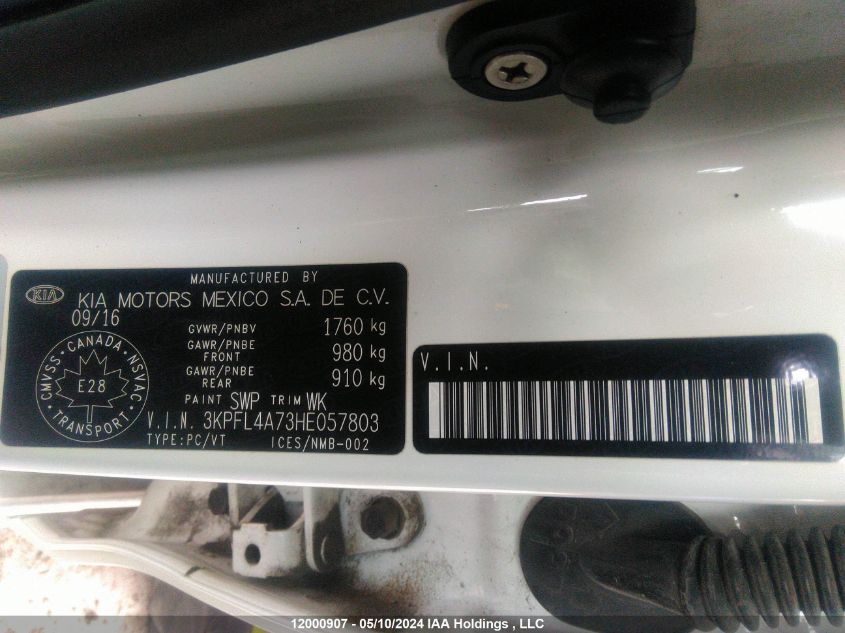 MANUFACTURED BY
KIA KIA MOTORS MEXICO S.A. DE C.V.
09/16
GVWR/PNBV 1760 kg
GAWR/PNBE FRONT 980 kg
GAWR/PNBE REAR 910 kg
CMVSS • CANADA • NSVAC • TRANSPORT •
E28
PAINT SWP TRIM WK
V.I.N. 3KPFL4A73HE057803
TYPE:PC/VT ICES/NMB-002
V.I.N.
12000907 - 05/10/2024 IAA Holdings , LLC